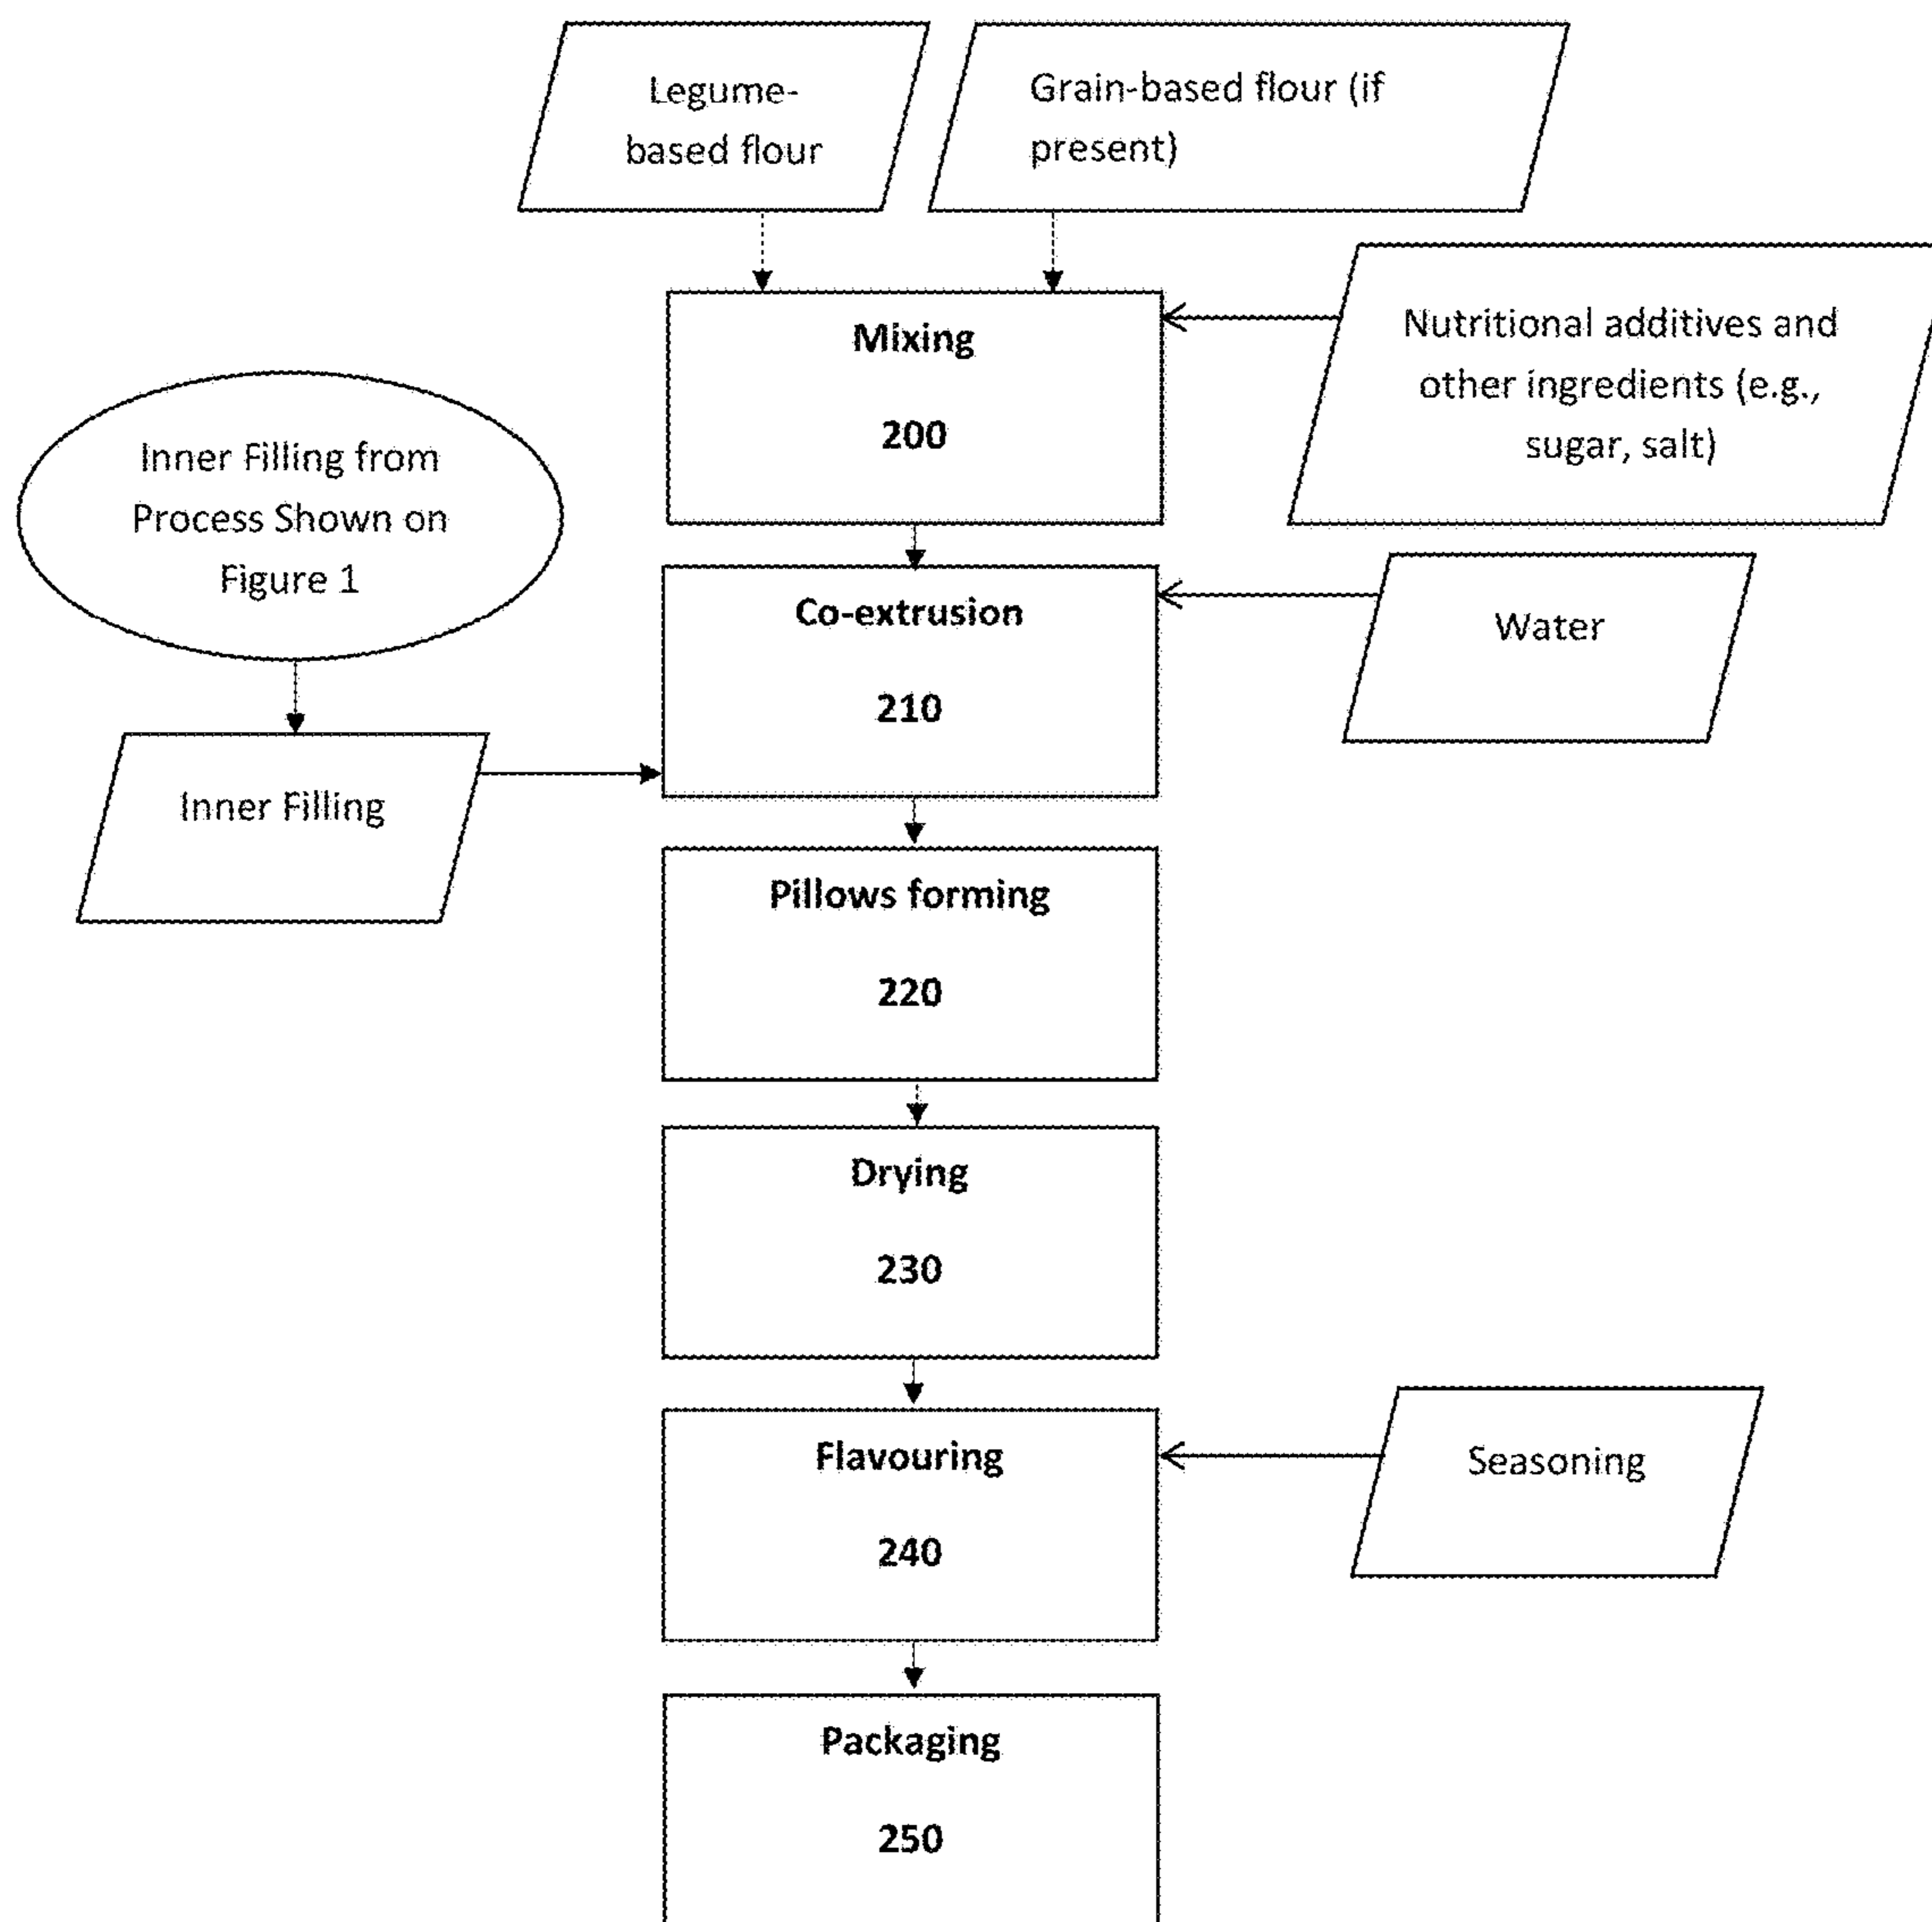 Legume-
based flour
Grain-based flour (if
present)
Mixing
200
Nutritional additives and
other ingredients (e.g.,
sugar, salt)
Inner Filling from
Process Shown on
Figure 1
Co-extrusion
210
Water
Inner Filling
Pillows forming
220
Drying
230
Flavouring
240
Seasoning
Packaging
250